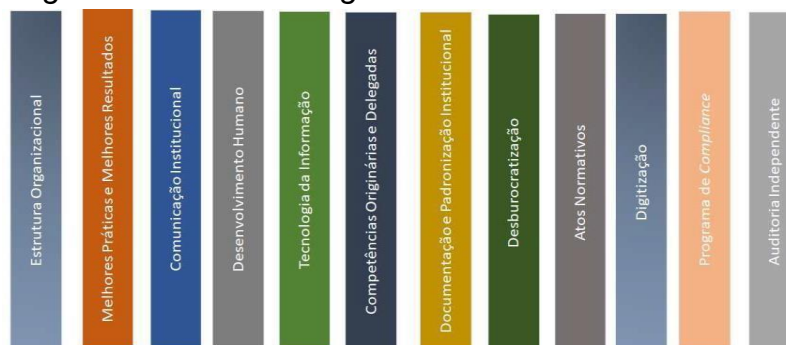 Estrutura Organizacional
Melhores Práticas e Melhores Resultados
Comunicação Institucional
Desenvolvimento Humano
Tecnologia da Informação
Competências Originárias e Delegadas
Documentação e Padronização Institucional
Desburocratização
Atos Normativos
Digitização
Programa de Compliance
Auditoria Independente